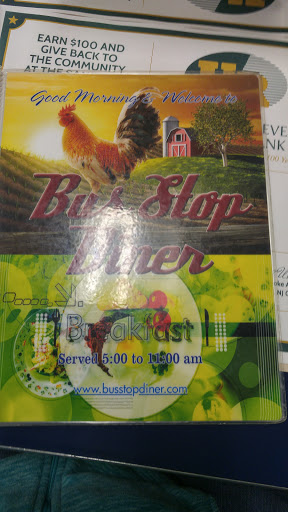 EARN $100 AND
GIVE BACK TO
THE COMMUNITY
H
Good Morning & Welcome to
Bus Stop
Diner
Breakfast
Served 5:00 to 11:00 am
www.busstopdiner.com